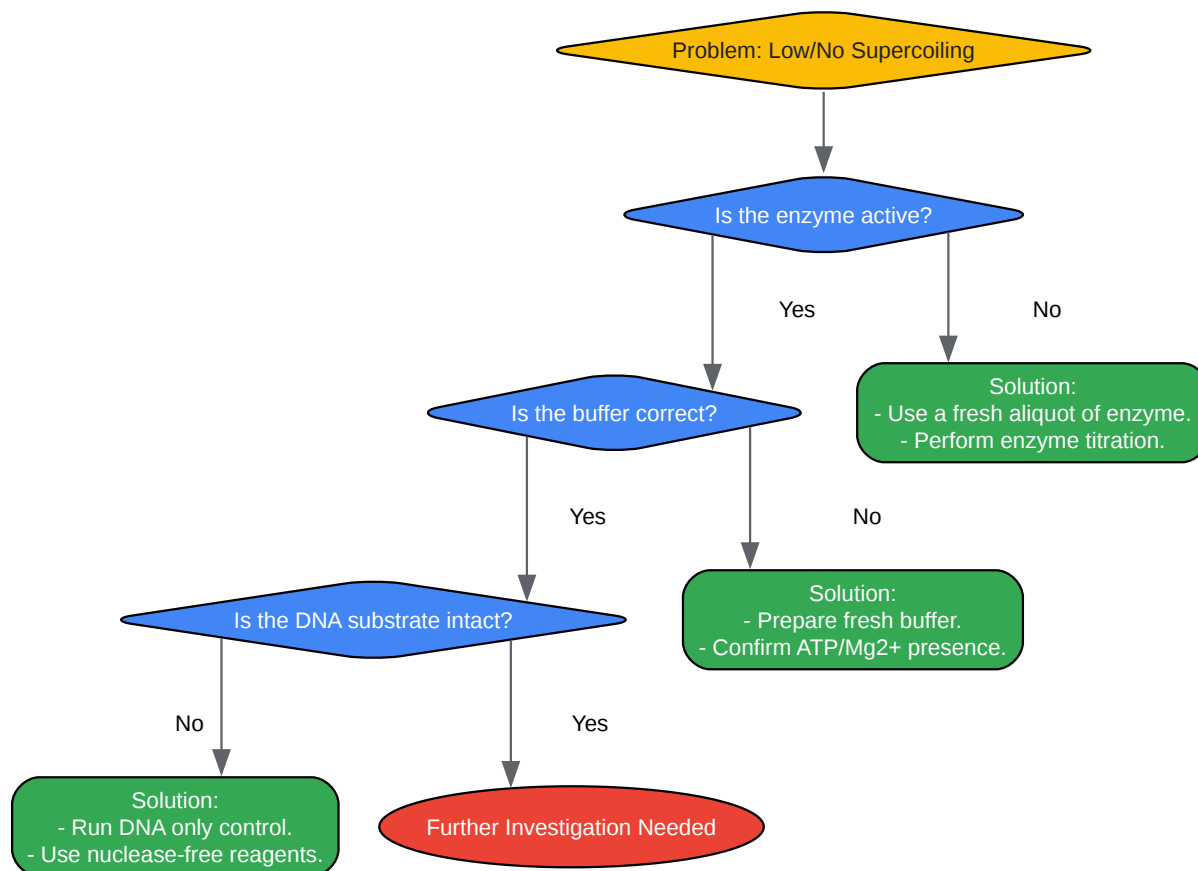 Problem: Low/No Supercoiling
Is the enzyme active?
Yes
No
Solution:
- Use a fresh aliquot of enzyme.
- Perform enzyme titration.
Is the buffer correct?
Yes
No
Solution:
- Prepare fresh buffer.
- Confirm ATP/Mg2+ presence.
Is the DNA substrate intact?
No
Yes
Solution:
- Run DNA only control.
- Use nuclease-free reagents.
Further Investigation Needed